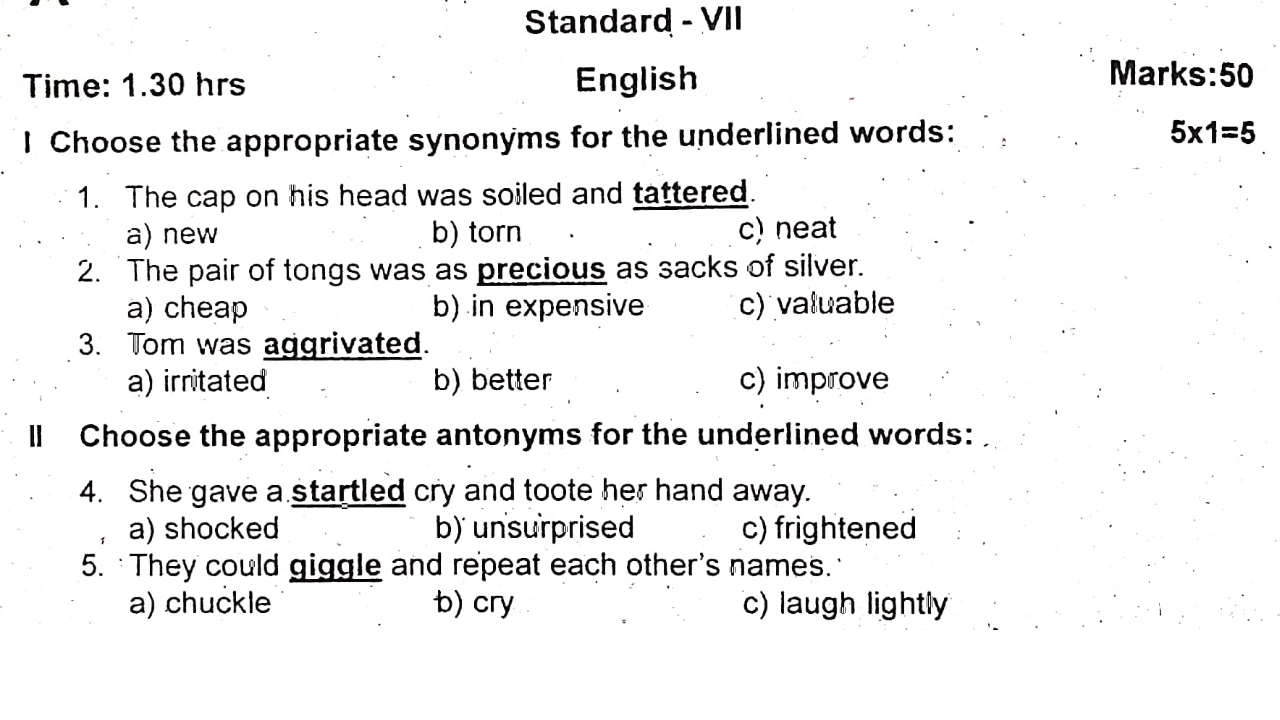 Standard - VII
Time: 1.30 hrs English Marks:50
I Choose the appropriate synonyms for the underlined words: 5x1=5
1. The cap on his head was soiled and tattered.
a) new b) torn c) neat
2. The pair of tongs was as precious as sacks of silver.
a) cheap b) in expensive c) valuable
3. Tom was aggrivated.
a) irritated b) better c) improve
II Choose the appropriate antonyms for the underlined words:
4. She gave a startled cry and toote her hand away.
a) shocked b) unsurprised c) frightened
5. They could giggle and repeat each other's names.
a) chuckle b) cry c) laugh lightly